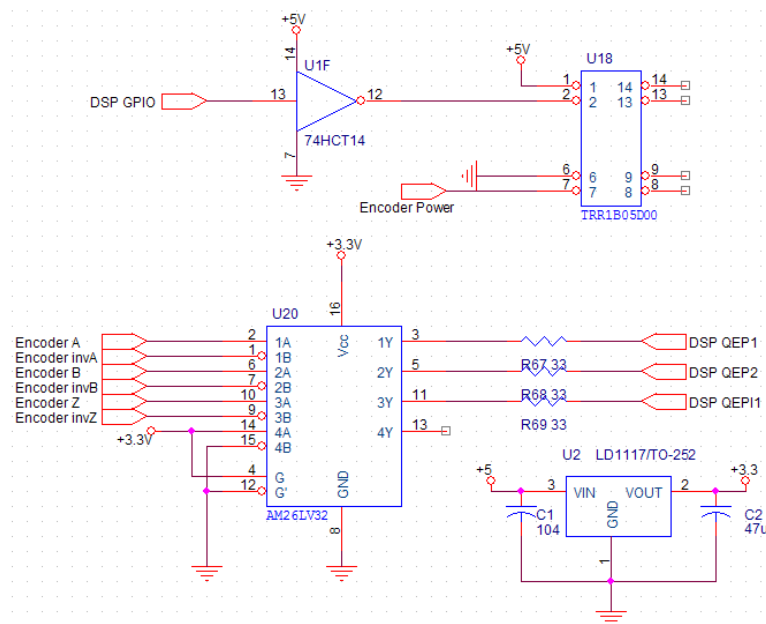 +5V
14
U1F
DSP GPIO
13
12
74HCT14
7
+5V
U18
1
1
14
14
2
2
13
13
6
6
9
9
7
7
8
8
Encoder Power
TRR1B05D00
+3.3V
16
U20
Vcc
Encoder A
2
1A
1Y
3
DSP QEP1
Encoder invA
1
1B
R67 33
Encoder B
6
2A
2Y
5
DSP QEP2
Encoder invB
7
2B
R68 33
Encoder Z
10
3A
3Y
11
DSP QEPI1
Encoder invZ
9
3B
R69 33
14
4A
4Y
13
+3.3V
15
4B
4
G
12
G'
GND
AM26LV32
8
U2
LD1117/TO-252
+5
3
VIN
VOUT
2
+3.3
GND
C1
104
C2
47u
1